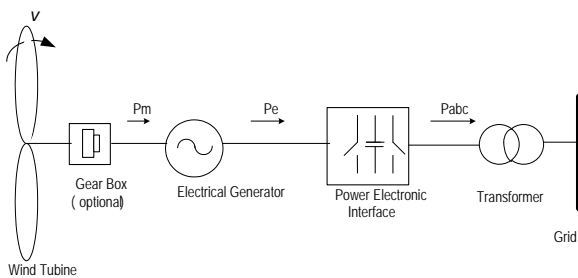 v
Pm
Pe
Pabc
Gear Box
( optional)
Electrical Generator
Power Electronic
Interface
Transformer
Grid
Wind Tubine